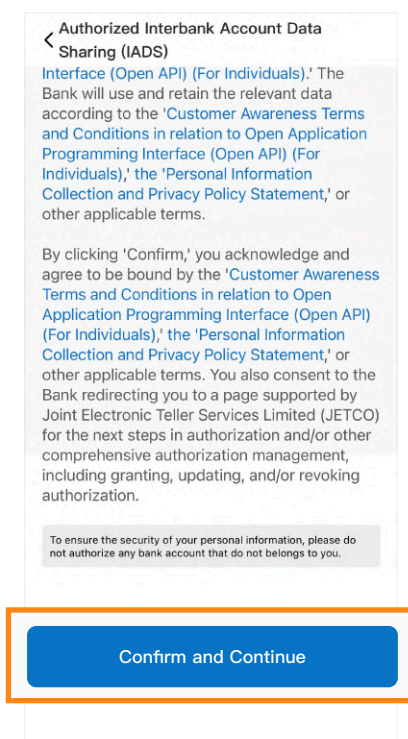 Authorized Interbank Account Data
Sharing (IADS)
Interface (Open API) (For Individuals).' The
Bank will use and retain the relevant data
according to the 'Customer Awareness Terms
and Conditions in relation to Open Application
Programming Interface (Open API) (For
Individuals),' the 'Personal Information
Collection and Privacy Policy Statement,' or
other applicable terms.
By clicking 'Confirm,' you acknowledge and
agree to be bound by the 'Customer Awareness
Terms and Conditions in relation to Open
Application Programming Interface (Open API)
(For Individuals),' the 'Personal Information
Collection and Privacy Policy Statement,' or
other applicable terms. You also consent to the
Bank redirecting you to a page supported by
Joint Electronic Teller Services Limited (JETCO)
for the next steps in authorization and/or other
comprehensive authorization management,
including granting, updating, and/or revoking
authorization.
To ensure the security of your personal information, please do
not authorize any bank account that do not belongs to you.
Confirm and Continue